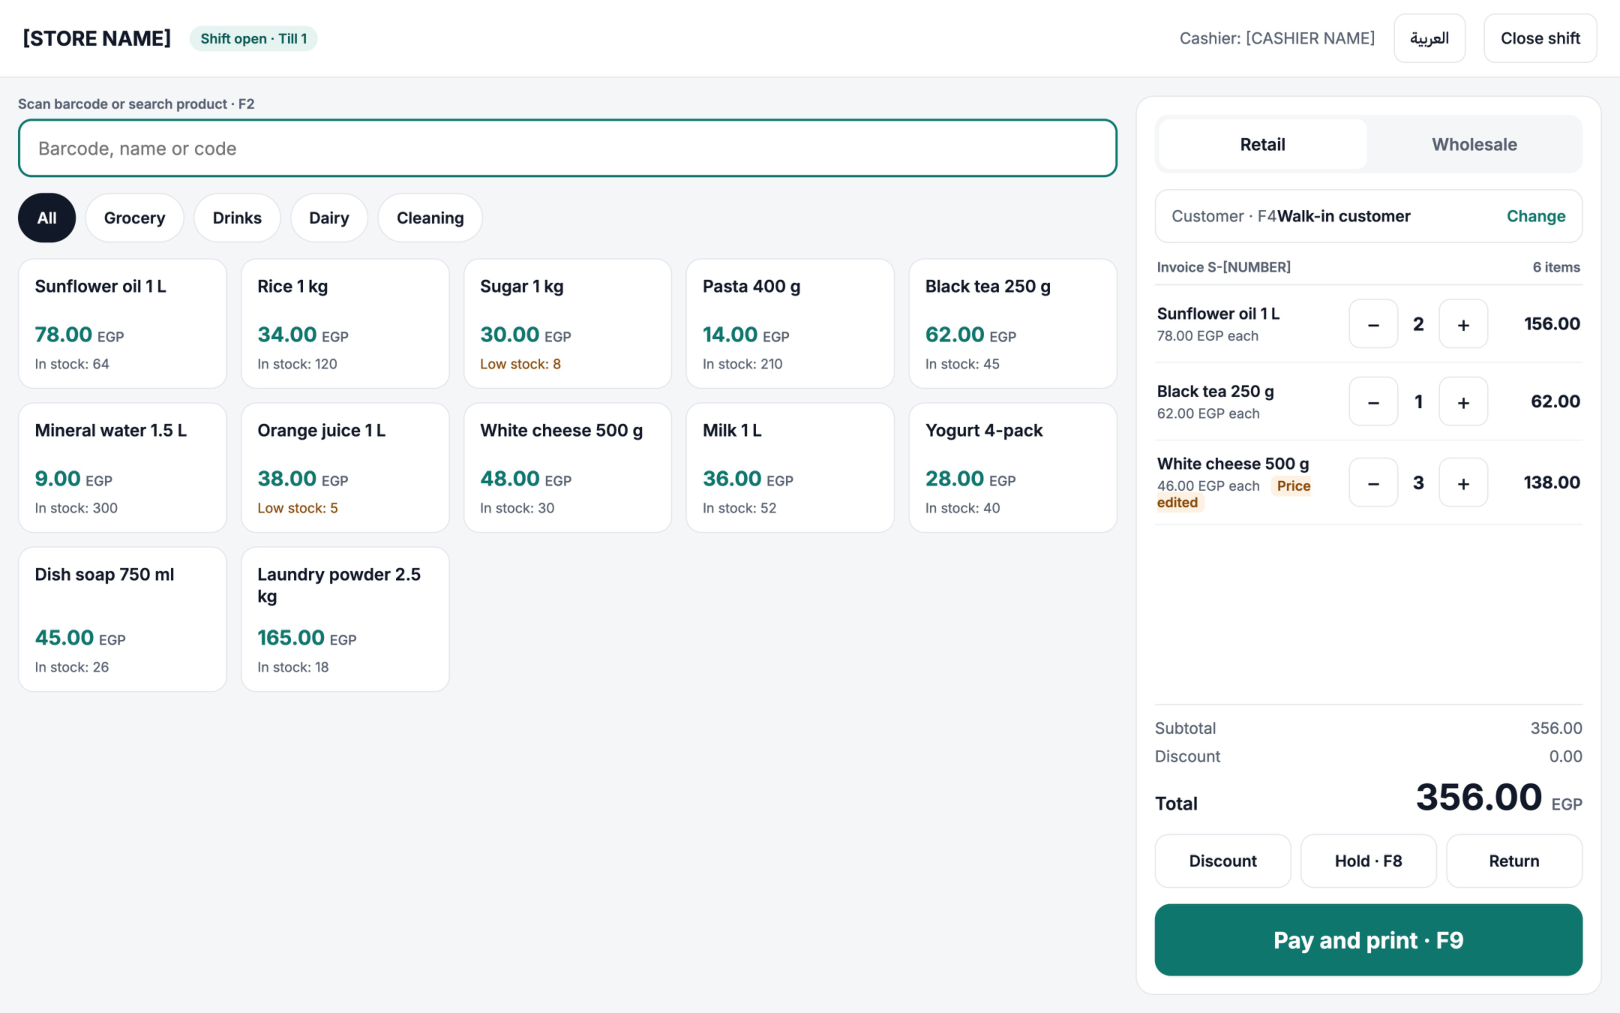 [STORE NAME]
Shift open · Till 1
Cashier: [CASHIER NAME]
العربية
Close shift
Scan barcode or search product · F2
Barcode, name or code
All
Grocery
Drinks
Dairy
Cleaning
Sunflower oil 1 L
78.00 EGP
In stock: 64
Rice 1 kg
34.00 EGP
In stock: 120
Sugar 1 kg
30.00 EGP
Low stock: 8
Pasta 400 g
14.00 EGP
In stock: 210
Black tea 250 g
62.00 EGP
In stock: 45
Mineral water 1.5 L
9.00 EGP
In stock: 300
Orange juice 1 L
38.00 EGP
Low stock: 5
White cheese 500 g
48.00 EGP
In stock: 30
Milk 1 L
36.00 EGP
In stock: 52
Yogurt 4-pack
28.00 EGP
In stock: 40
Dish soap 750 ml
45.00 EGP
In stock: 26
Laundry powder 2.5
kg
165.00 EGP
In stock: 18
Retail
Wholesale
Customer · F4Walk-in customer
Change
Invoice S-[NUMBER]
6 items
Sunflower oil 1 L
78.00 EGP each
− 2 +
156.00
Black tea 250 g
62.00 EGP each
− 1 +
62.00
White cheese 500 g
46.00 EGP each Price
edited
− 3 +
138.00
Subtotal
356.00
Discount
0.00
Total
356.00 EGP
Discount
Hold · F8
Return
Pay and print · F9